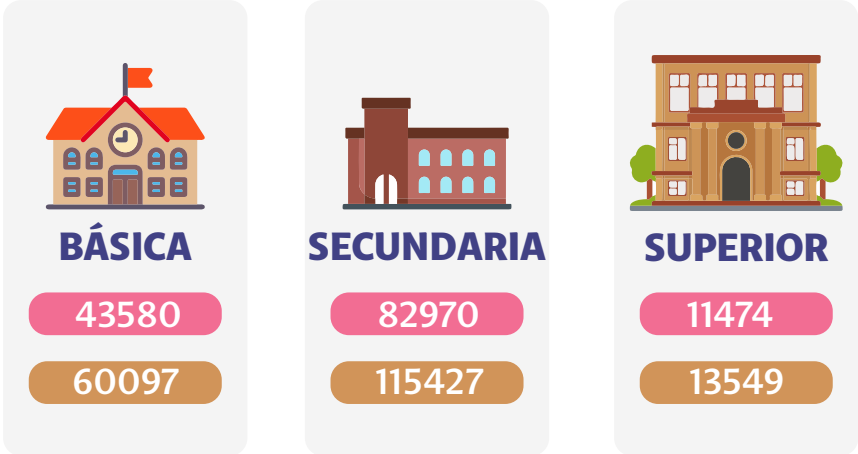 BÁSICA
43580
60097
SECUNDARIA
82970
115427
SUPERIOR
11474
13549